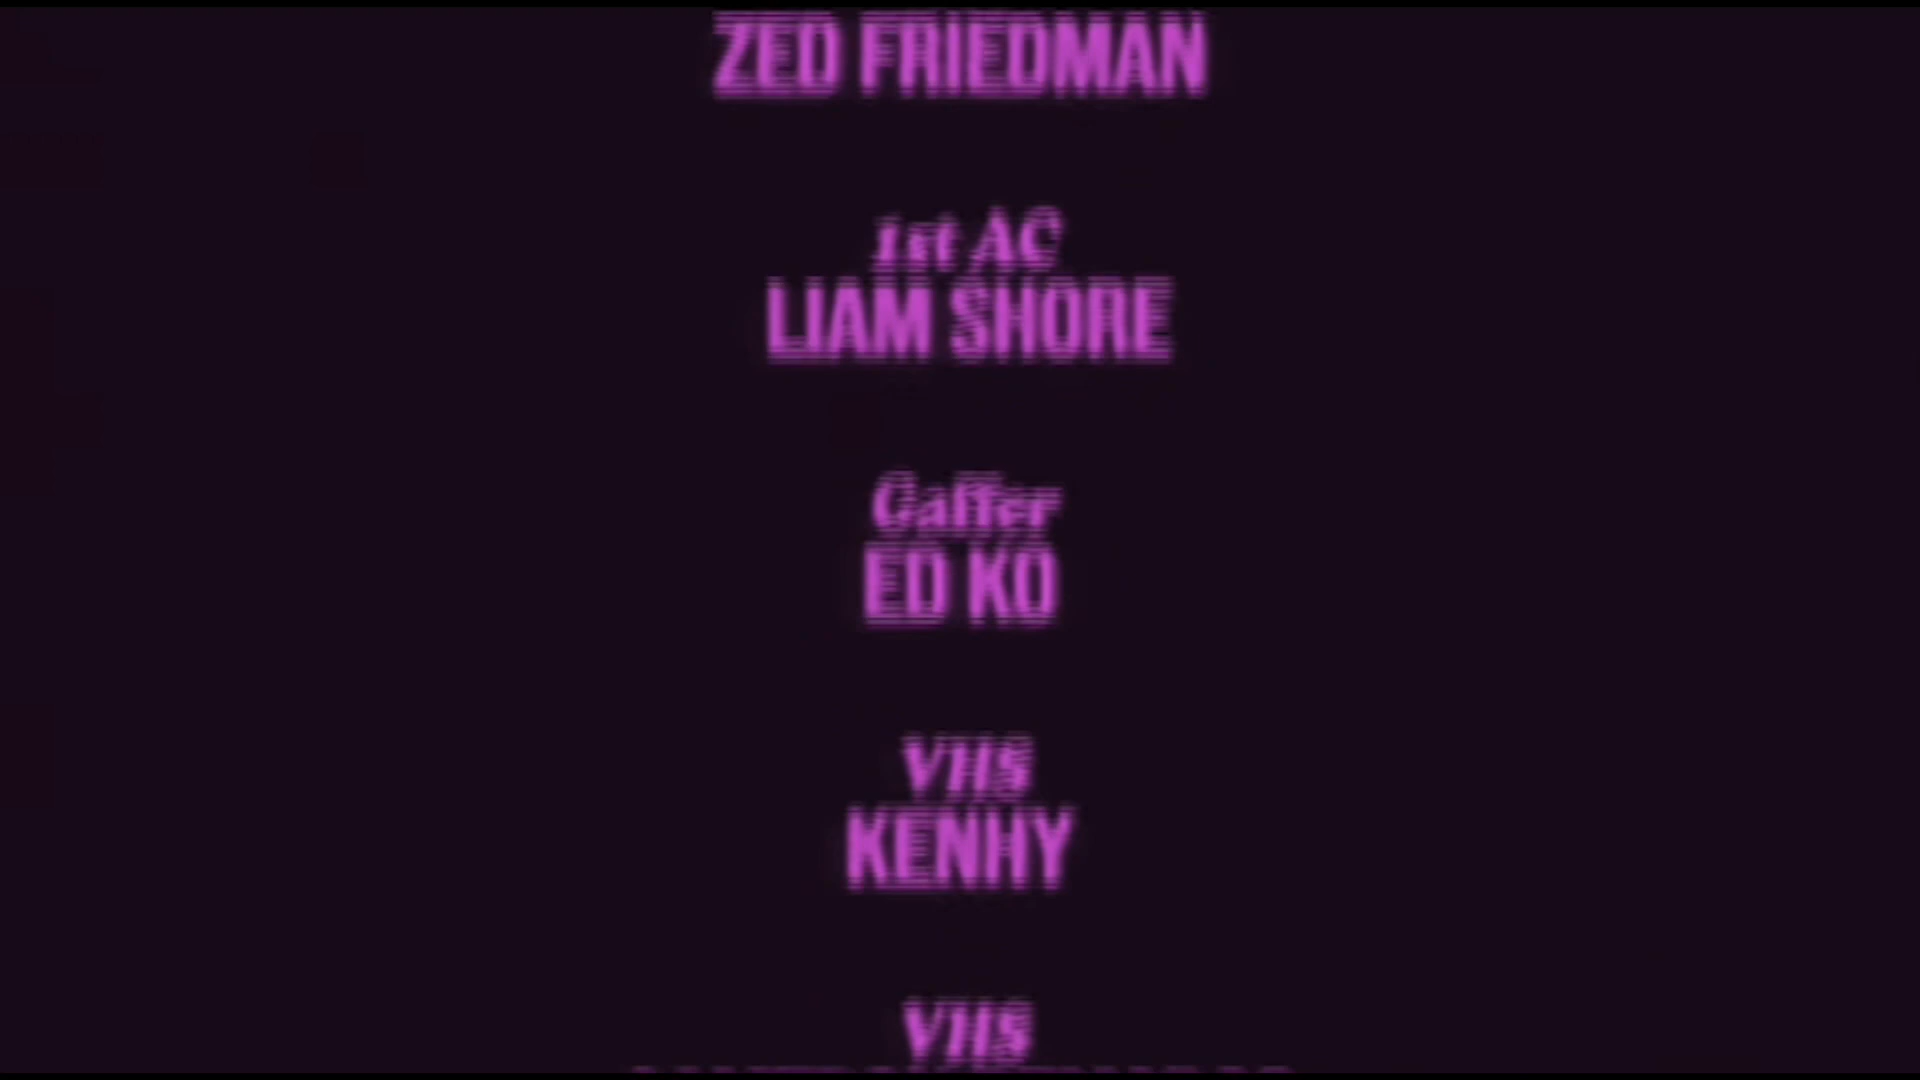 ZED FRIEDMAN
1st AC
LIAM SHORE
Gaffer
ED KO
VHS
KENHY
VHS